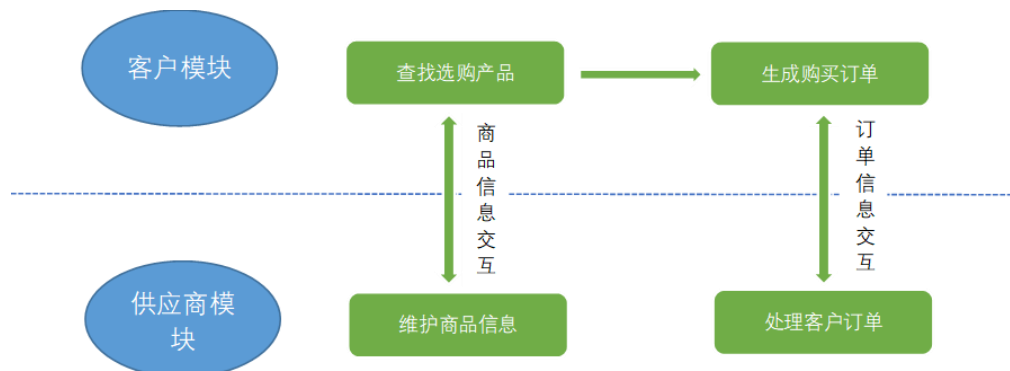 客户模块
查找选购产品
生成购买订单
商
品
信
息
交
互
订
单
信
息
交
互
供应商模
块
维护商品信息
处理客户订单